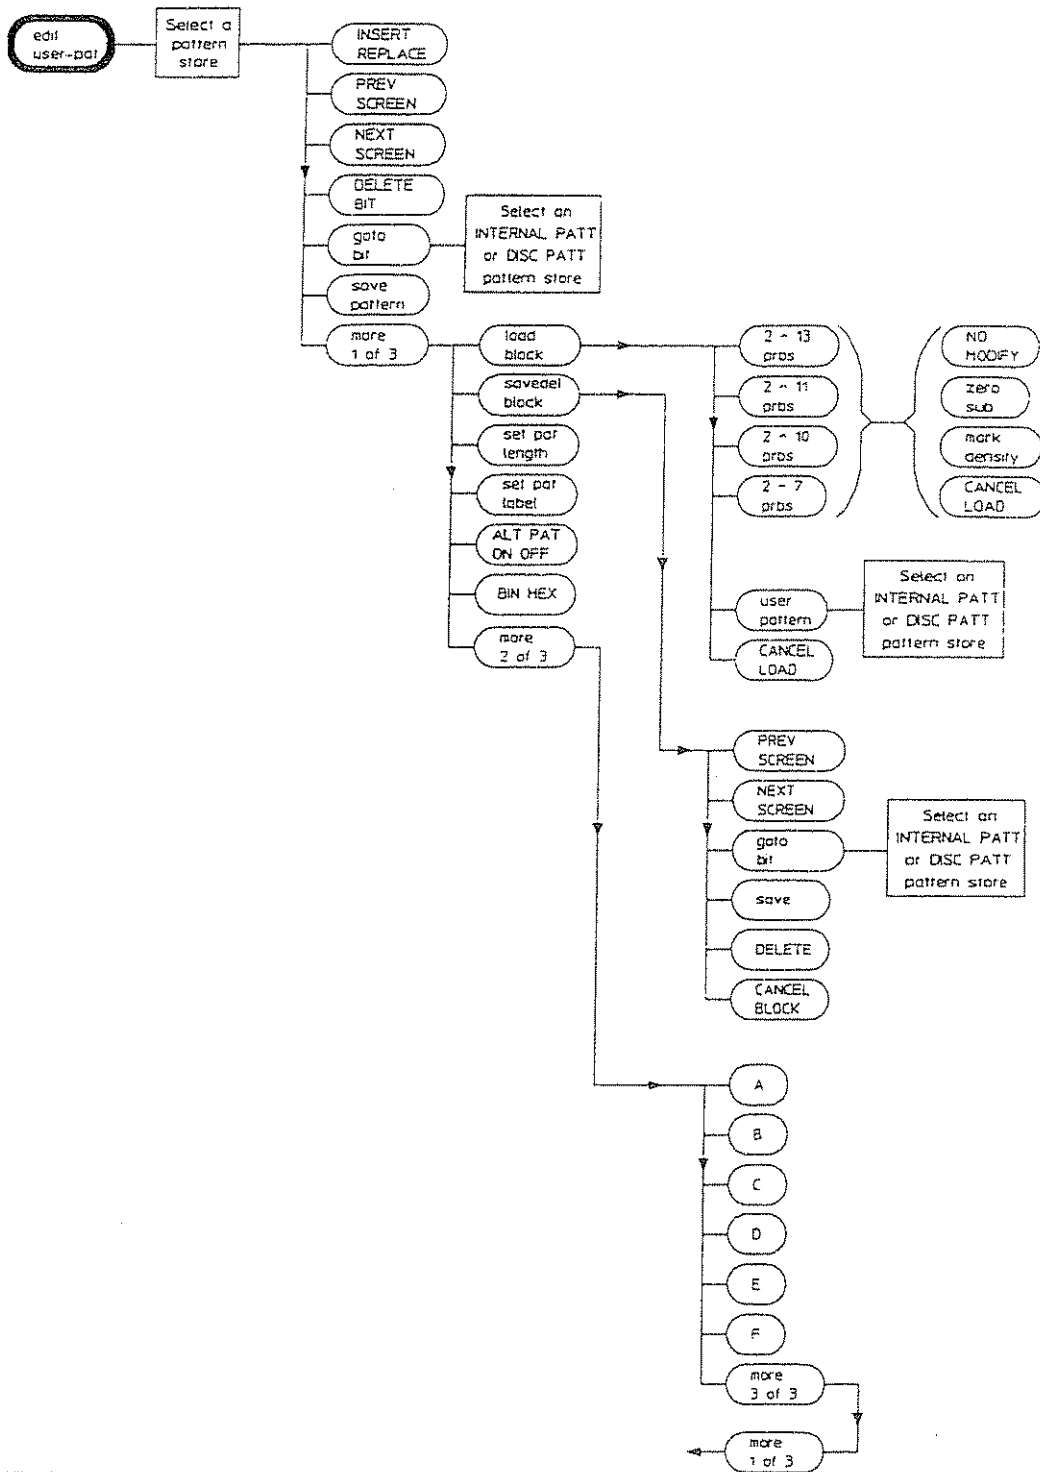 edit
user-pat
Select a
pattern
store
INSERT
REPLACE
PREV
SCREEN
NEXT
SCREEN
DELETE
BIT
goto
bit
Select an
INTERNAL PATT
or DISC PATT
pattern store
save
pattern
more
1 of 3
load
block
savedel
block
set pat
length
set pat
label
ALT PAT
ON OFF
BIN HEX
more
2 of 3
2 ^ 13
prbs
2 ^ 11
prbs
2 ^ 10
prbs
2 ^ 7
prbs
NO
MODIFY
zero
sub
mark
density
CANCEL
LOAD
user
pattern
Select an
INTERNAL PATT
or DISC PATT
pattern store
CANCEL
LOAD
PREV
SCREEN
NEXT
SCREEN
goto
bit
Select an
INTERNAL PATT
or DISC PATT
pattern store
save
DELETE
CANCEL
BLOCK
A
B
C
D
E
F
more
3 of 3
more
1 of 3